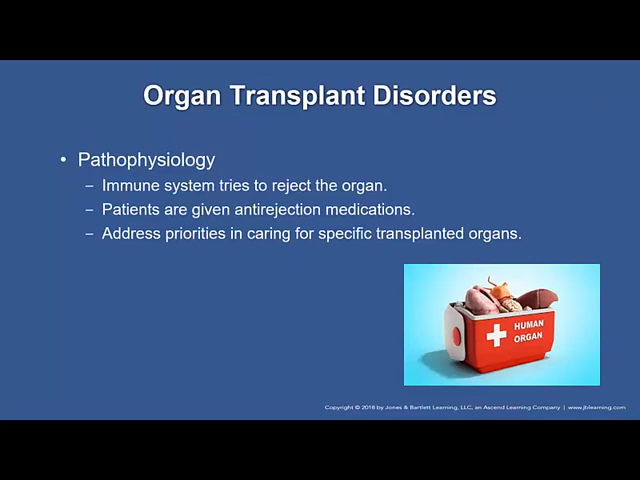 Organ Transplant Disorders
• Pathophysiology
– Immune system tries to reject the organ.
– Patients are given antirejection medications.
– Address priorities in caring for specific transplanted organs.
HUMAN
ORGAN
Copyright © 2018 by Jones & Bartlett Learning, LLC, an Ascend Learning Company | www.jblearning.com